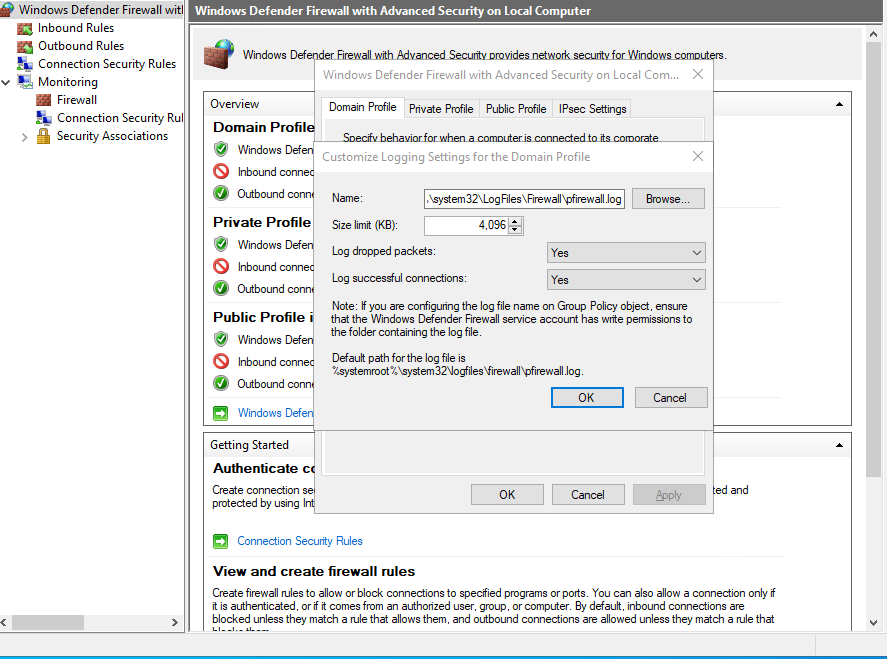 Windows Defender Firewall with
Inbound Rules
Outbound Rules
Connection Security Rules
Monitoring
Firewall
Connection Security Rul
Security Associations
Windows Defender Firewall with Advanced Security on Local Computer
Windows Defender Firewall with Advanced Security provides network security for Windows computers.
Overview
Domain Profile
Windows Defen
Inbound connec
Outbound conne
Private Profile
Windows Defen
Inbound connec
Outbound conne
Public Profile i
Windows Defen
Inbound connec
Outbound conne
Windows Defen
Windows Defender Firewall with Advanced Security on Local Com...
Domain Profile Private Profile Public Profile IPsec Settings
Specify behavior for when a computer is connected to its corporate
Customize Logging Settings for the Domain Profile
Name: .\system32\LogFiles\Firewall\pfirewall.log Browse...
Size limit (KB): 4,096
Log dropped packets: Yes
Log successful connections: Yes
Note: If you are configuring the log file name on Group Policy object, ensure
that the Windows Defender Firewall service account has write permissions to
the folder containing the log file.
Default path for the log file is
%systemroot%\system32\logfiles\firewall\pfirewall.log.
OK Cancel
OK Cancel Apply
Getting Started
Authenticate co
Create connection se ted and
protected by using Int
Connection Security Rules
View and create firewall rules
Create firewall rules to allow or block connections to specified programs or ports. You can also allow a connection only if
it is authenticated, or if it comes from an authorized user, group, or computer. By default, inbound connections are
blocked unless they match a rule that allows them, and outbound connections are allowed unless they match a rule that
blocks them.